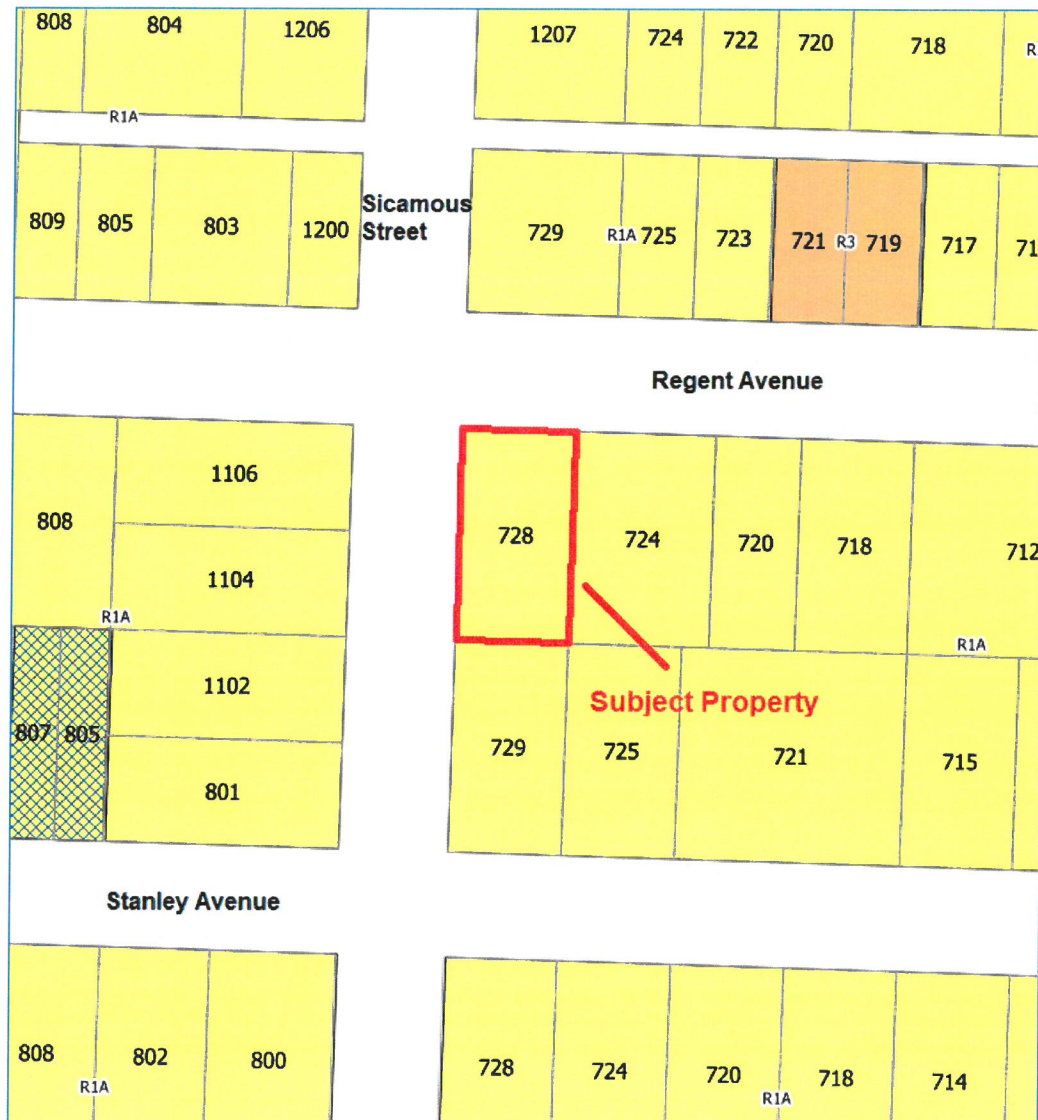 808 804 1206 1207 724 722 720 718 R
R1A
809 805 803 1200 Sicamous Street 729 R1A 725 723 721 R3 719 717 71
Regent Avenue
1106
808 728 724 720 718 712
1104
R1A R1A
1102
Subject Property
807 805 729 725 721 715
801
Stanley Avenue
808 802 800 728 724 720 718 714
R1A R1A